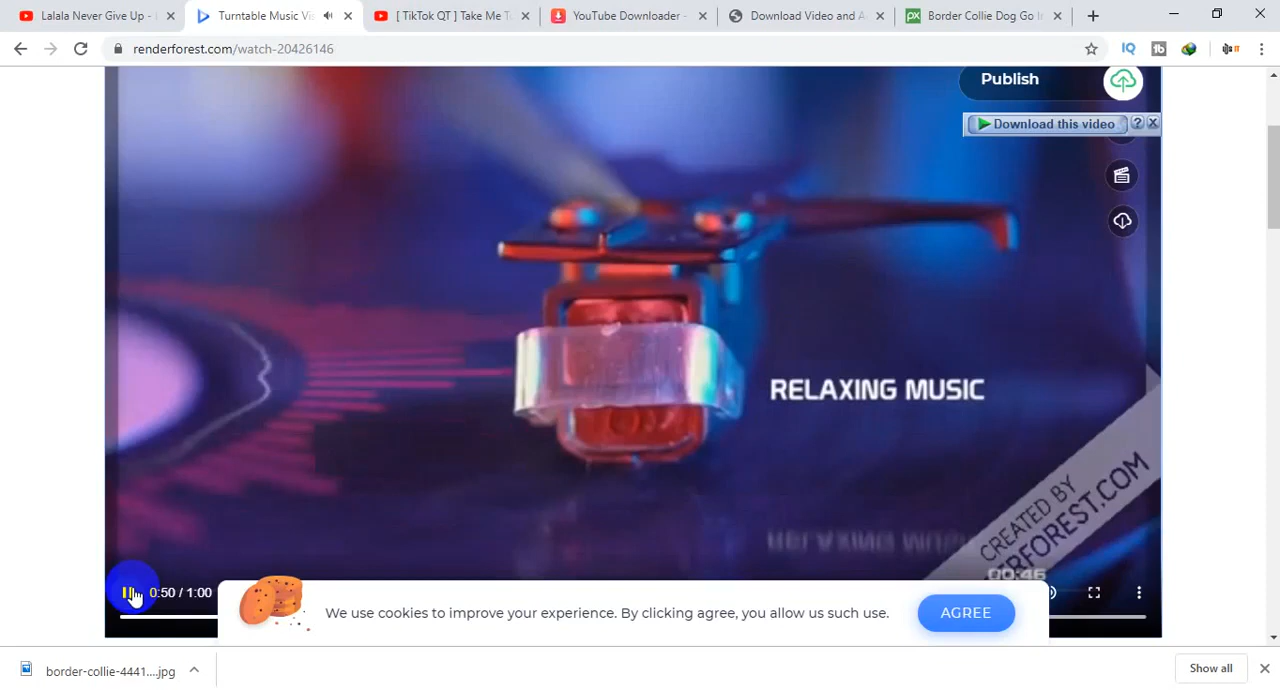 Lalala Never Give Up -
Turntable Music Vi
[ TikTok QT ] Take Me T
YouTube Downloader -
Download Video and A
Border Collie Dog Go I
renderforest.com/watch-20426146
Publish
Download this video
RELAXING MUSIC
CREATED BY
ERFOREST.COM
00:46
0:50 / 1:00
We use cookies to improve your experience. By clicking agree, you allow us such use.
AGREE
border-collie-4441....jpg
Show all